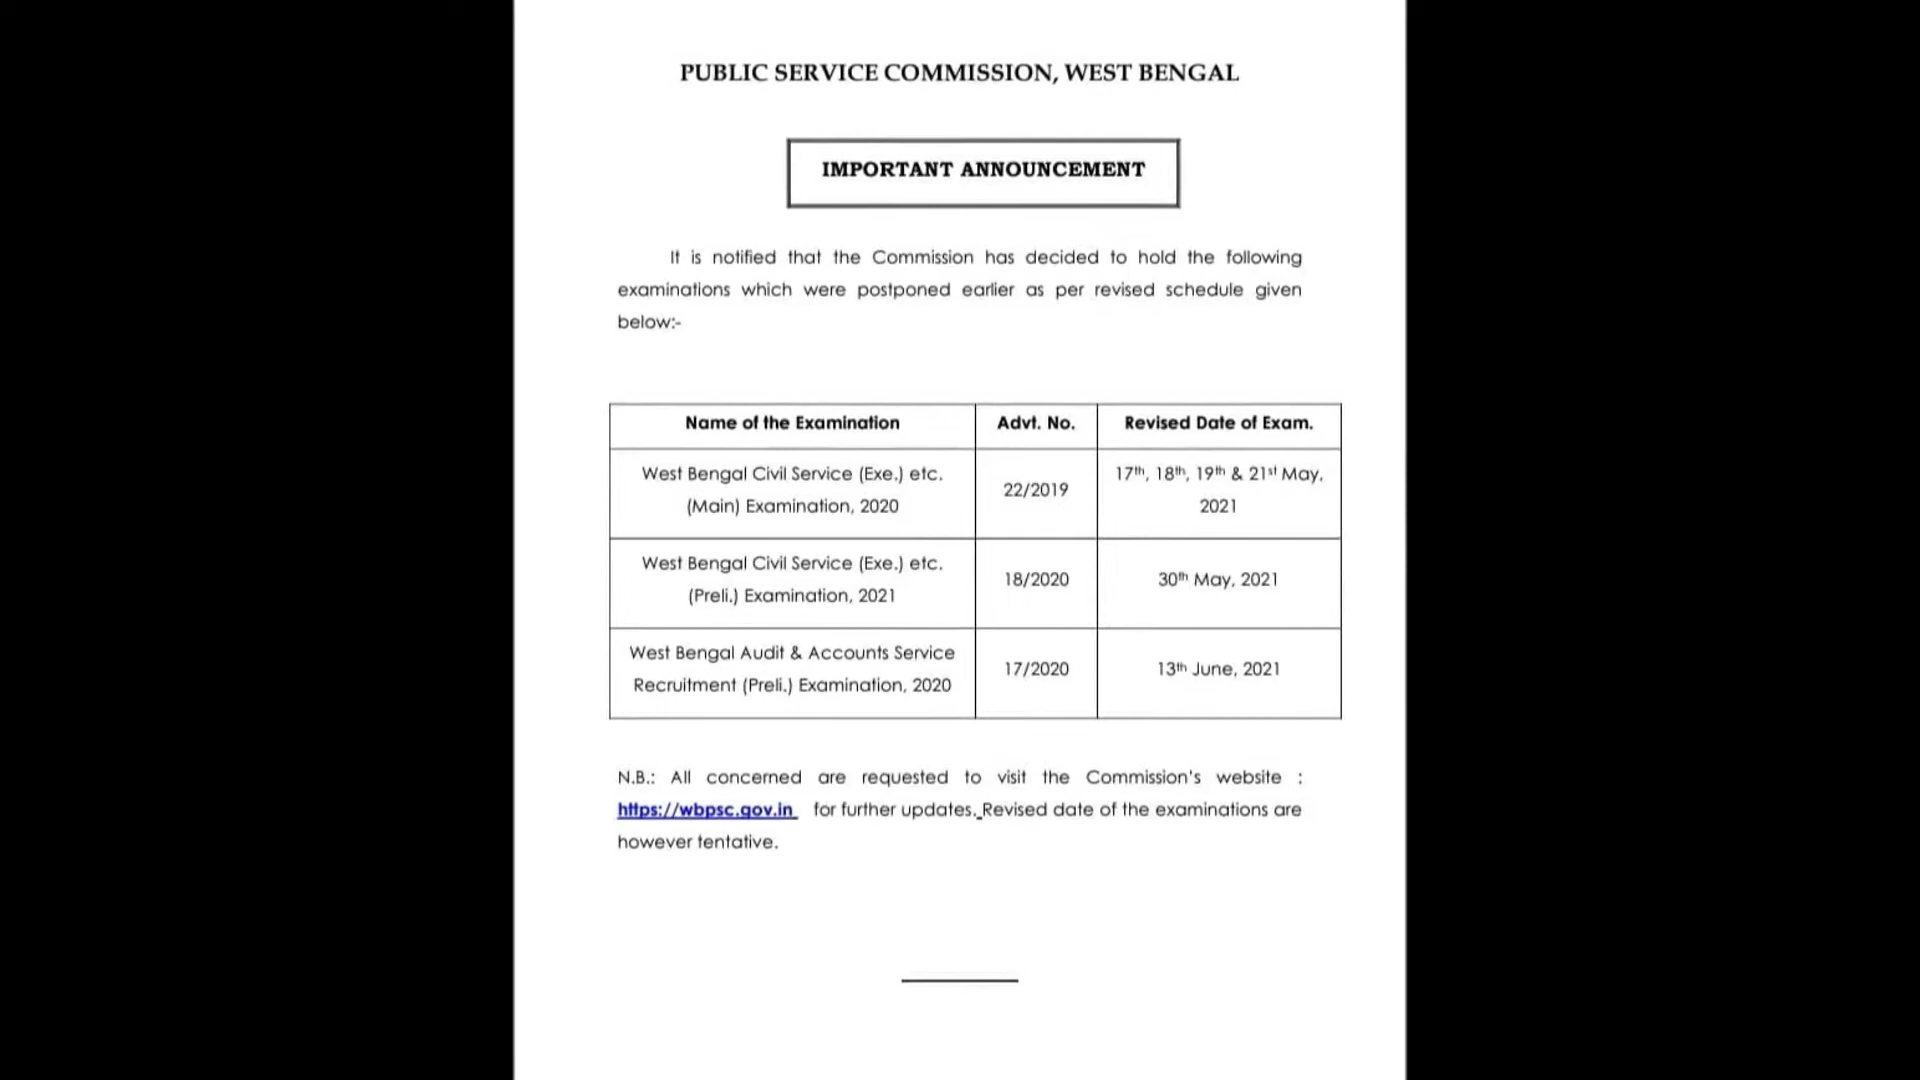 PUBLIC SERVICE COMMISSION, WEST BENGAL
IMPORTANT ANNOUNCEMENT
It is notified that the Commission has decided to hold the following
examinations which were postponed earlier as per revised schedule given
below:-
Name of the Examination Advt. No. Revised Date of Exam.
West Bengal Civil Service (Exe.) etc.
(Main) Examination, 2020
22/2019
17th, 18th, 19th & 21st May,
2021
West Bengal Civil Service (Exe.) etc.
(Preli.) Examination, 2021
18/2020
30th May, 2021
West Bengal Audit & Accounts Service
Recruitment (Preli.) Examination, 2020
17/2020
13th June, 2021
N.B.: All concerned are requested to visit the Commission's website :
https://wbpsc.gov.in for further updates. Revised date of the examinations are
however tentative.